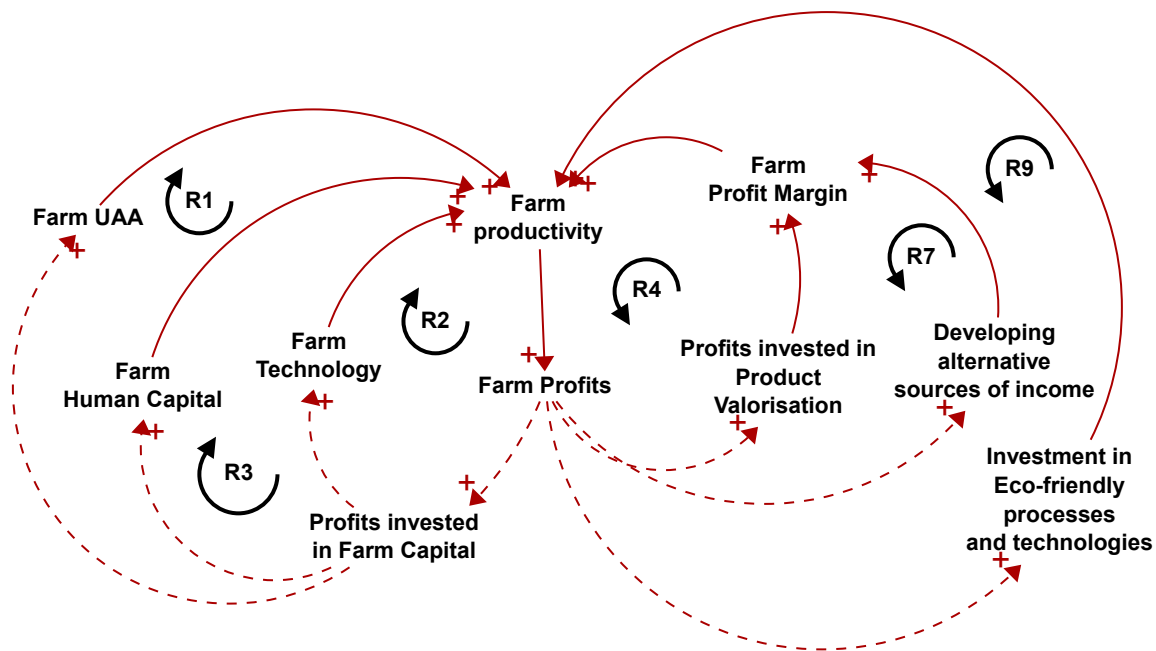 R9
Farm
Profit Margin
R1
Farm UAA
Farm
productivity
R7
R4
R2
Farm
Technology
Farm
Human Capital
Farm Profits
Profits invested in
Product
Valorisation
Developing
alternative
sources of income
R3
Profits invested
in Farm Capital
Investment in
Eco-friendly
processes
and technologies
+
+
+
+
+
+
+
+
+
+
+
+
+
+